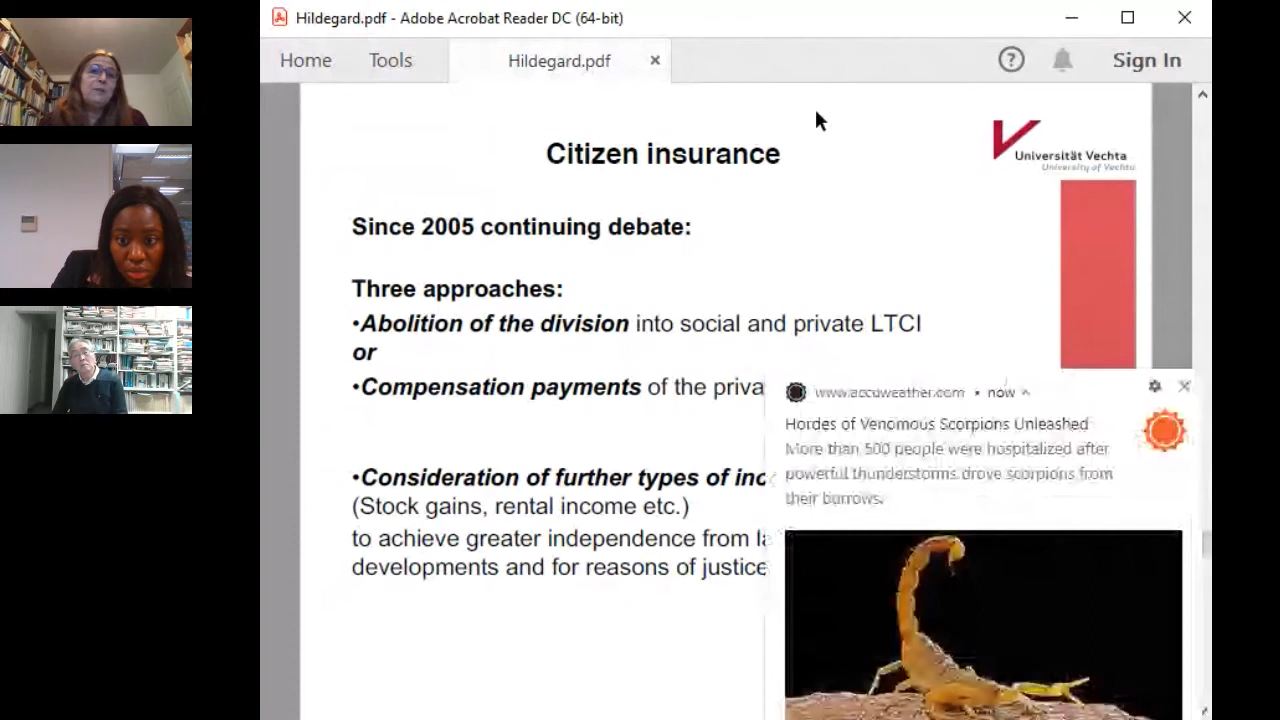 Hildegard.pdf - Adobe Acrobat Reader DC (64-bit)
Home Tools Hildegard.pdf × ? Sign In
Citizen insurance
Universität Vechta
University of Vechta
Since 2005 continuing debate:
Three approaches:
•Abolition of the division into social and private LTCI
or
•Compensation payments of the priva
www.accuweather.com • now
Hordes of Venomous Scorpions Unleashed
More than 500 people were hospitalized after
powerful thunderstorms drove scorpions from
their burrows.
•Consideration of further types of inc
(Stock gains, rental income etc.)
to achieve greater independence from la
developments and for reasons of justice